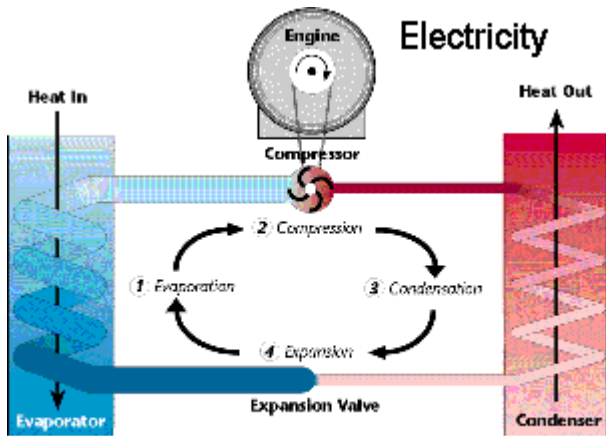 Engine
Electricity
Heat In
Heat Out
Compressor
2 Compression
1 Evaporation
3 Condensation
4 Expansion
Expansion Valve
Evaporator
Condenser